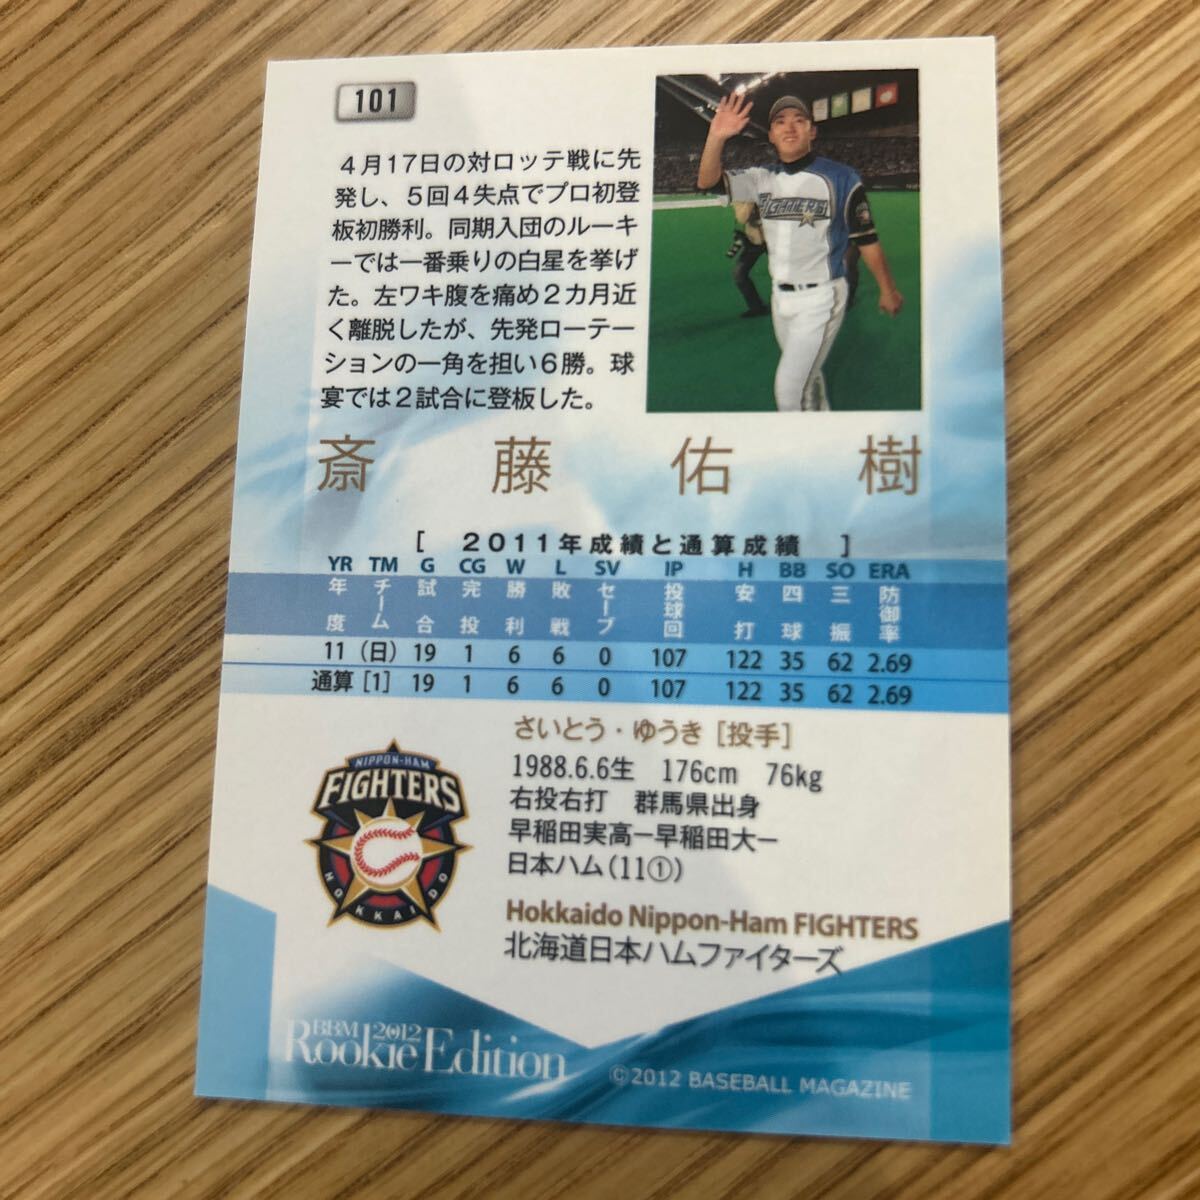 101
4月17日の対ロッテ戦に先
発し、5回4失点でプロ初登
板初勝利。同期入団のルーキ
ーでは一番乗りの白星を挙げ
た。左ワキ腹を痛め2カ月近
く離脱したが、先発ローテー
ションの一角を担い6勝。球
宴では2試合に登板した。
FIGHTERS
斎藤佑樹
[ 2011年成績と通算成績 ]
YR TM G CG W L SV IP H BB SO ERA
年度 チーム 試合 完投 勝利 敗戦 セーブ 投球回 安打 四球 三振 防御率
11 (日) 19 1 6 6 0 107 122 35 62 2.69
通算 [1] 19 1 6 6 0 107 122 35 62 2.69
さいとう・ゆうき [投手]
1988.6.6生 176cm 76kg
右投右打 群馬県出身
早稲田実高ー早稲田大ー
日本ハム(11①)
NIPPON-HAM
FIGHTERS
HOKKAIDO
Hokkaido Nippon-Ham FIGHTERS
北海道日本ハムファイターズ
BBM 2012
Rookie Edition
©2012 BASEBALL MAGAZINE